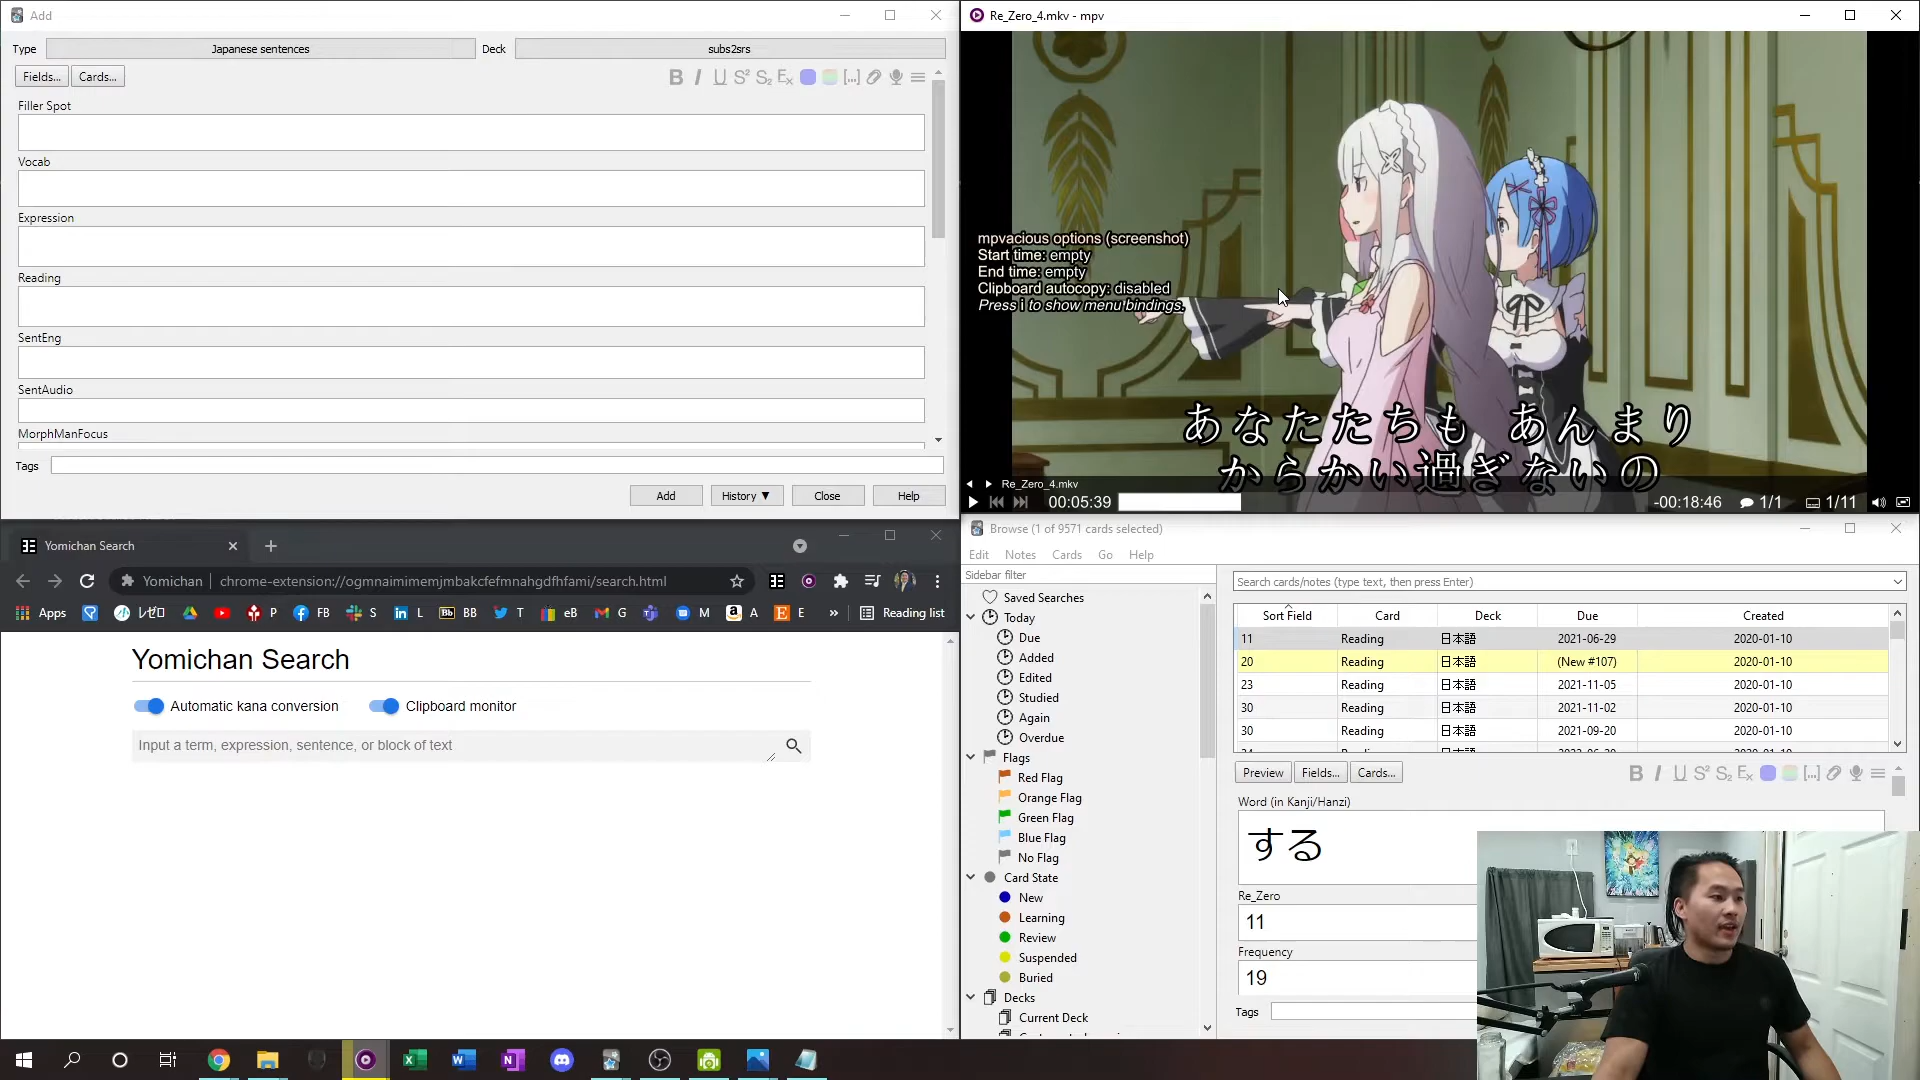 Add
Type
Japanese sentences
Deck
subs2srs
Fields...
Cards...
Filler Spot
Vocab
Expression
Reading
SentEng
SentAudio
MorphManFocus
Tags
Add
History ▼
Close
Help
Re_Zero_4.mkv - mpv
mpvacious options (screenshot)
Start time: empty
End time: empty
Clipboard autocopy: disabled
Press i to show menu bindings.
あなたたちも あんまり
からかい過ぎないの
Re_Zero_4.mkv
00:05:39
-00:18:46
1/1
1/11
Yomichan Search
Yomichan
chrome-extension://ogmnaimimemjmbakcfefmnahgdfhfami/search.html
Apps
レゼロ
P
FB
S
L
BB
T
eB
G
M
A
E
»
Reading list
Yomichan Search
Automatic kana conversion
Clipboard monitor
Input a term, expression, sentence, or block of text
Browse (1 of 9571 cards selected)
Edit Notes Cards Go Help
Sidebar filter
Saved Searches
Today
Due
Added
Edited
Studied
Again
Overdue
Flags
Red Flag
Orange Flag
Green Flag
Blue Flag
No Flag
Card State
New
Learning
Review
Suspended
Buried
Decks
Current Deck
Search cards/notes (type text, then press Enter)
Sort Field Card Deck Due Created
11 Reading 日本語 2021-06-29 2020-01-10
20 Reading 日本語 (New #107) 2020-01-10
23 Reading 日本語 2021-11-05 2020-01-10
30 Reading 日本語 2021-11-02 2020-01-10
30 Reading 日本語 2021-09-20 2020-01-10
Preview
Fields...
Cards...
Word (in Kanji/Hanzi)
する
Re_Zero
11
Frequency
19
Tags